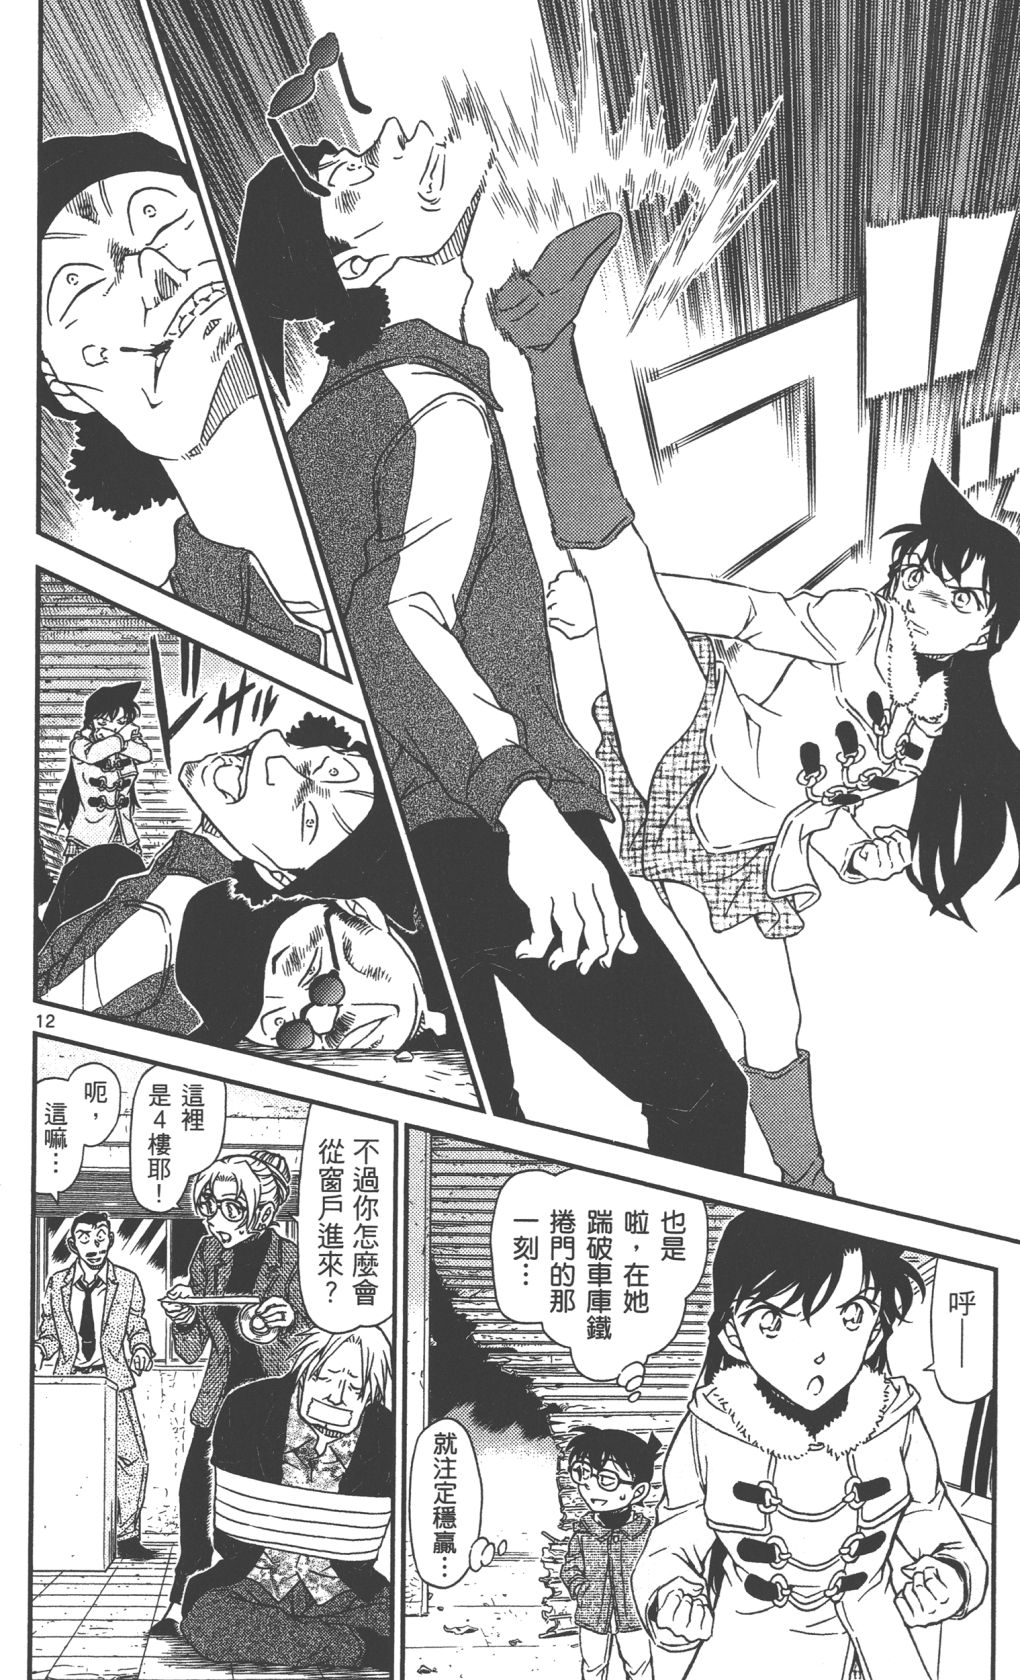 呼——
也是
啦，在她
踹破車庫鐵
捲門的那
一刻…
就注定穩贏…
不過你怎麼會
從窗戶進來？
這裡
是4樓耶！
呃，
這嘛…
12